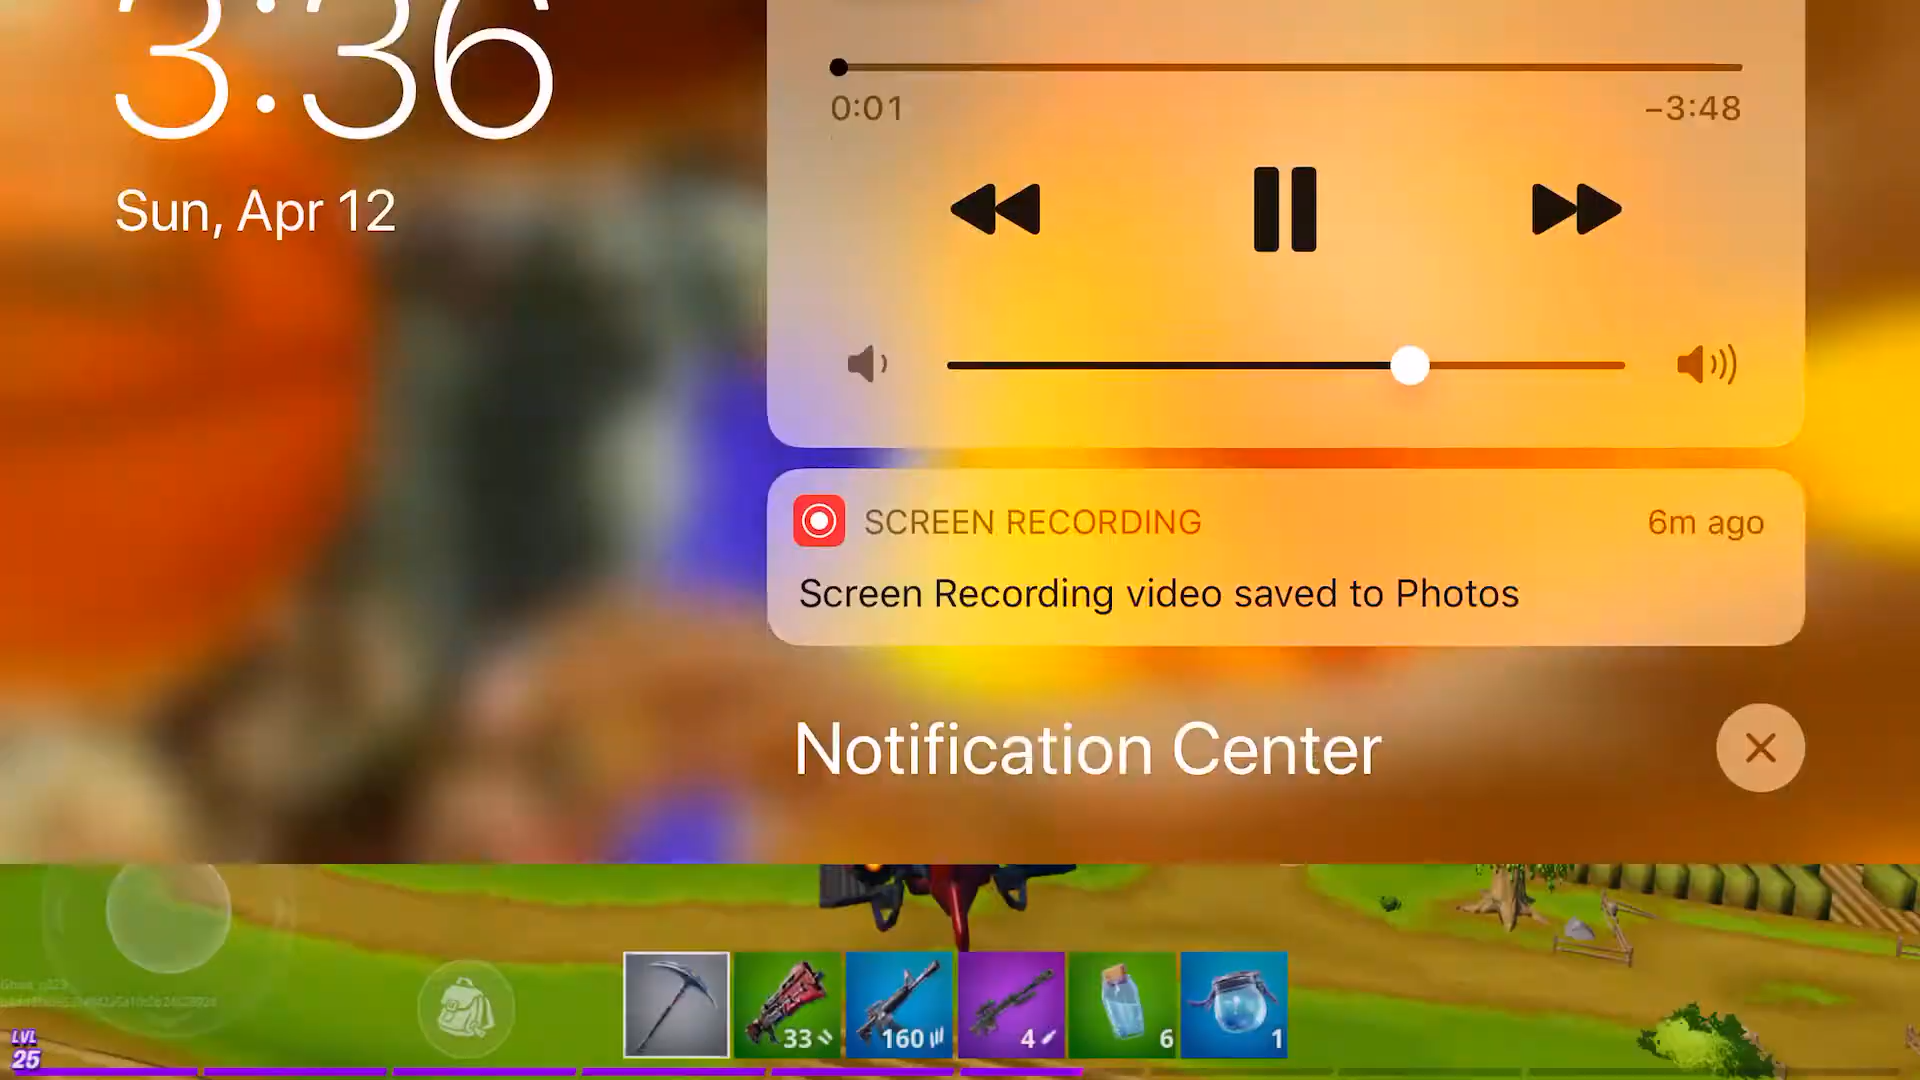 3:36
Sun, Apr 12
0:01
–3:48
SCREEN RECORDING
6m ago
Screen Recording video saved to Photos
Notification Center
33
160
4
6
1
LVL
25